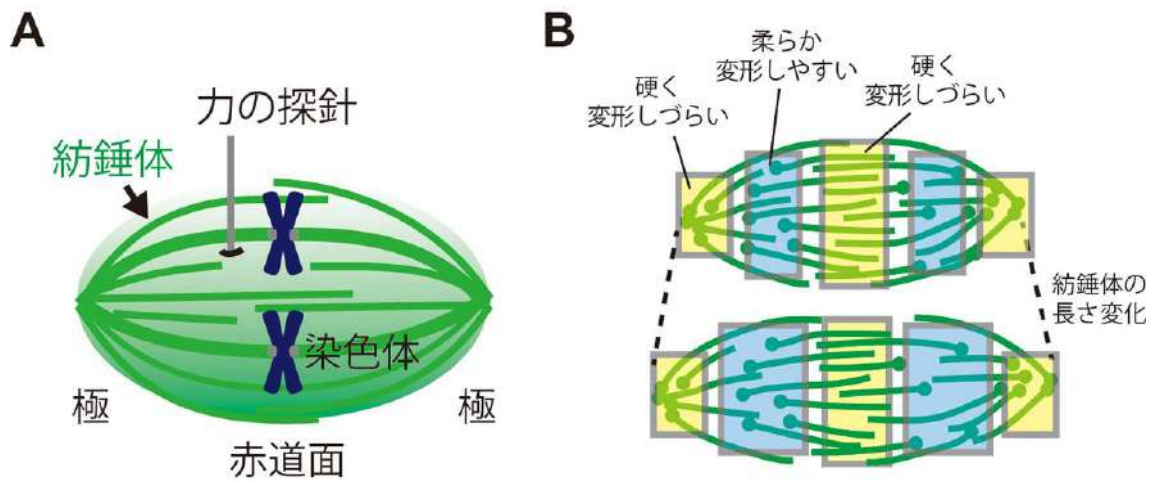 A
力の探針
紡錘体
染色体
極
極
赤道面
B
硬く
変形しづらい
柔らか
変形しやすい
硬く
変形しづらい
紡錘体の
長さ変化